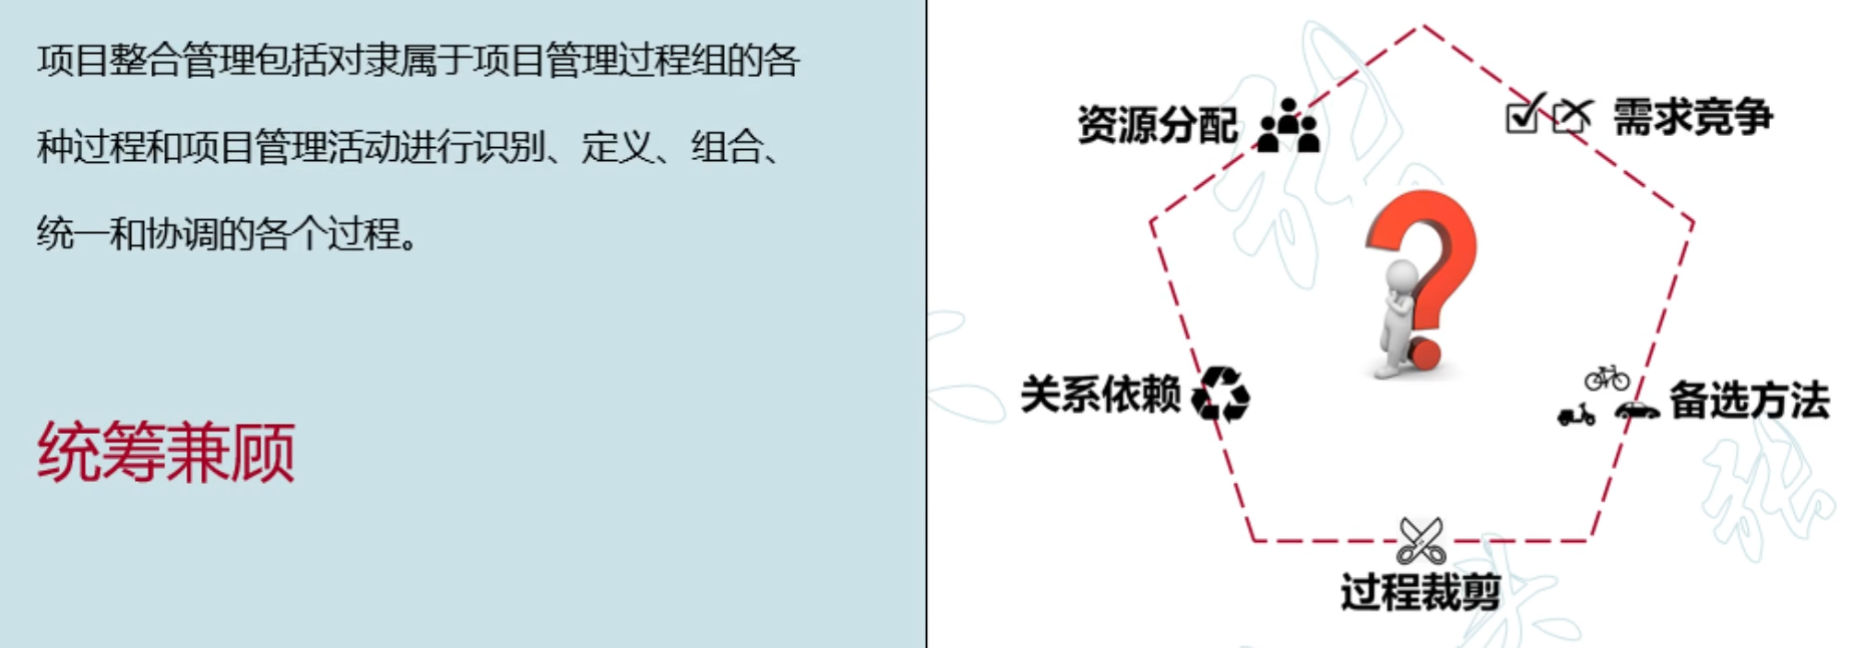 项目整合管理包括对隶属于项目管理过程组的各
种过程和项目管理活动进行识别、定义、组合、
统一和协调的各个过程。
统筹兼顾
资源分配
需求竞争
关系依赖
备选方法
过程裁剪